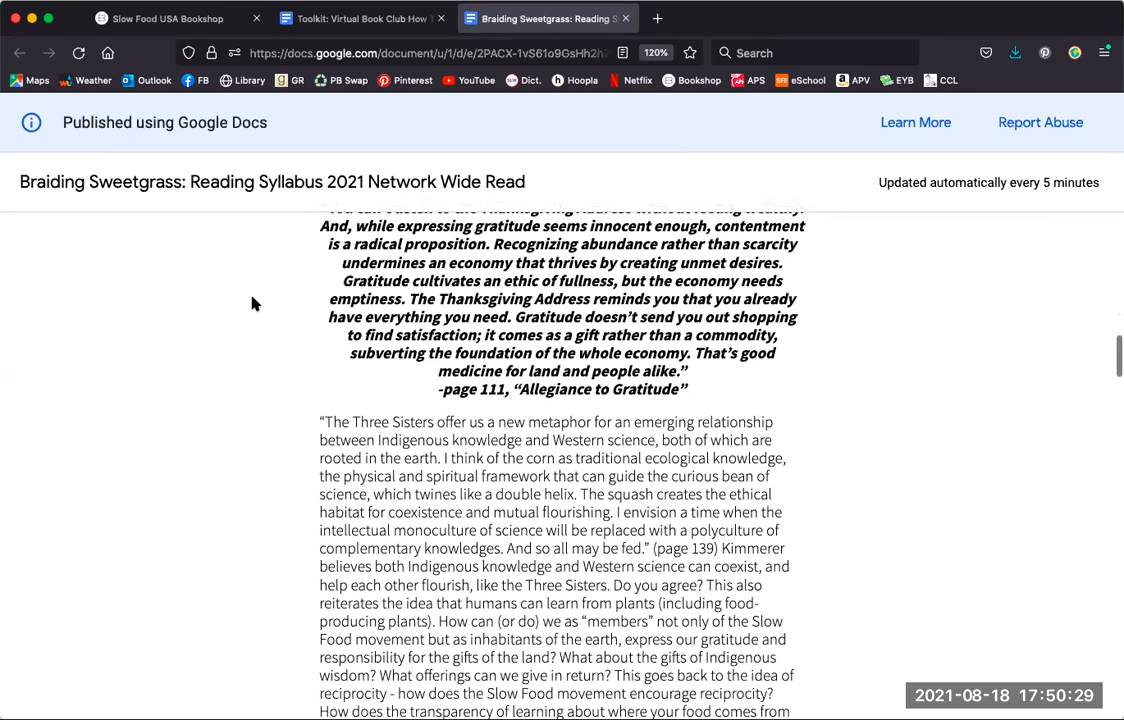 Slow Food USA Bookshop
Toolkit: Virtual Book Club How T
Braiding Sweetgrass: Reading S
https://docs.google.com/document/u/1/d/e/2PACX-1vS61o9GsHh2h7
120%
Search
Maps Weather Outlook FB Library GR PB Swap Pinterest YouTube Dict. Hoopla Netflix Bookshop APS eSchool APV EYB CCL
Published using Google Docs
Learn More
Report Abuse
Braiding Sweetgrass: Reading Syllabus 2021 Network Wide Read
Updated automatically every 5 minutes
And, while expressing gratitude seems innocent enough, contentment
is a radical proposition. Recognizing abundance rather than scarcity
undermines an economy that thrives by creating unmet desires.
Gratitude cultivates an ethic of fullness, but the economy needs
emptiness. The Thanksgiving Address reminds you that you already
have everything you need. Gratitude doesn’t send you out shopping
to find satisfaction; it comes as a gift rather than a commodity,
subverting the foundation of the whole economy. That’s good
medicine for land and people alike.”
-page 111, “Allegiance to Gratitude”
“The Three Sisters offer us a new metaphor for an emerging relationship
between Indigenous knowledge and Western science, both of which are
rooted in the earth. I think of the corn as traditional ecological knowledge,
the physical and spiritual framework that can guide the curious bean of
science, which twines like a double helix. The squash creates the ethical
habitat for coexistence and mutual flourishing. I envision a time when the
intellectual monoculture of science will be replaced with a polyculture of
complementary knowledges. And so all may be fed.” (page 139) Kimmerer
believes both Indigenous knowledge and Western science can coexist, and
help each other flourish, like the Three Sisters. Do you agree? This also
reiterates the idea that humans can learn from plants (including food-
producing plants). How can (or do) we as “members” not only of the Slow
Food movement but as inhabitants of the earth, express our gratitude and
responsibility for the gifts of the land? What about the gifts of Indigenous
wisdom? What offerings can we give in return? This goes back to the idea of
reciprocity - how does the Slow Food movement encourage reciprocity?
How does the transparency of learning about where your food comes from
2021-08-18 17:50:29